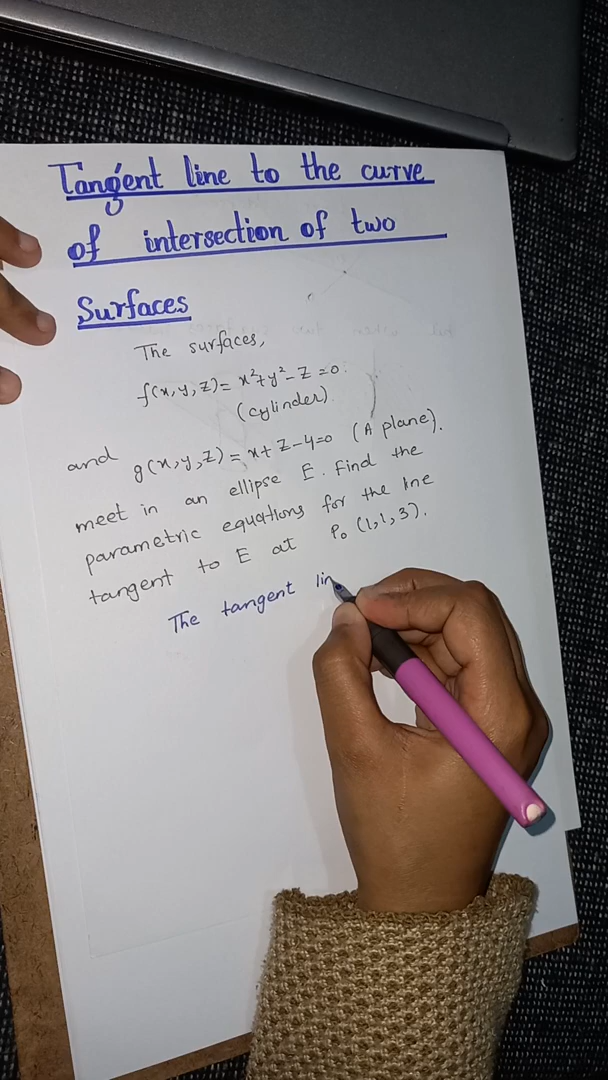 Tangent line to the curve
of intersection of two
Surfaces
The surfaces,
f(x,y,z)= x²+y²-z=0.
(cylinder)
and g(x,y,z)= x+z-4=0 (A plane).
meet in an ellipse E. Find the
parametric equations for the line
tangent to E at P₀ (1,1,3).
The tangent lin